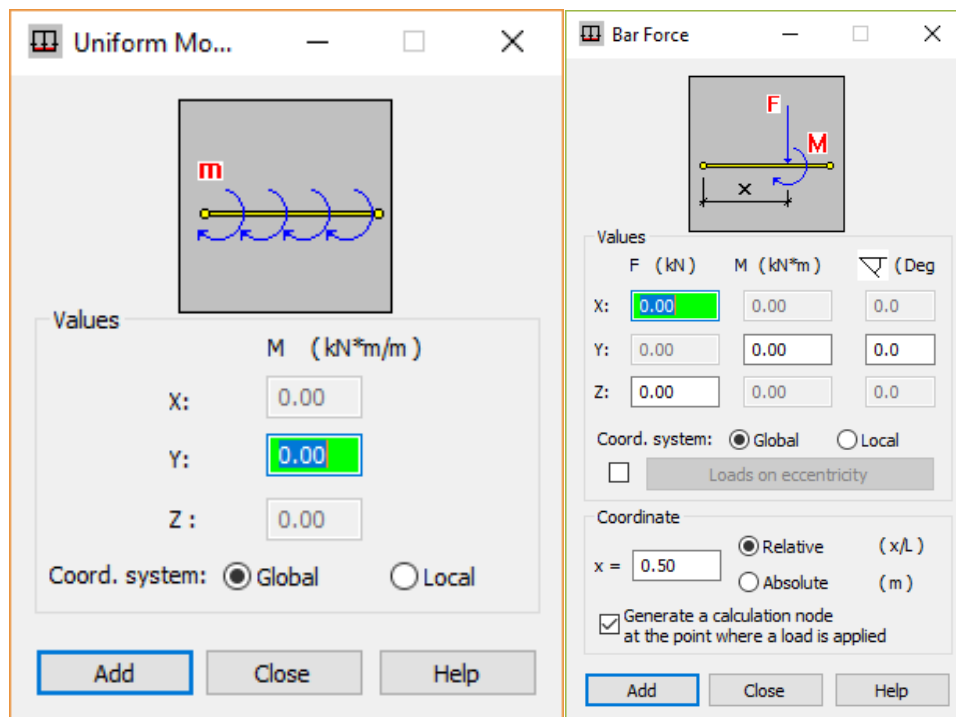 Uniform Mo...
m
Values
M (kN*m/m)
X: 0.00
Y: 0.00
Z : 0.00
Coord. system: Global Local
Add Close Help
Bar Force
F
M
x
Values
F (kN) M (kN*m) (Deg
X: 0.00 0.00 0.0
Y: 0.00 0.00 0.0
Z: 0.00 0.00 0.0
Coord. system: Global Local
Loads on eccentricity
Coordinate
x = 0.50 Relative (x/L)
Absolute (m)
Generate a calculation node
at the point where a load is applied
Add Close Help